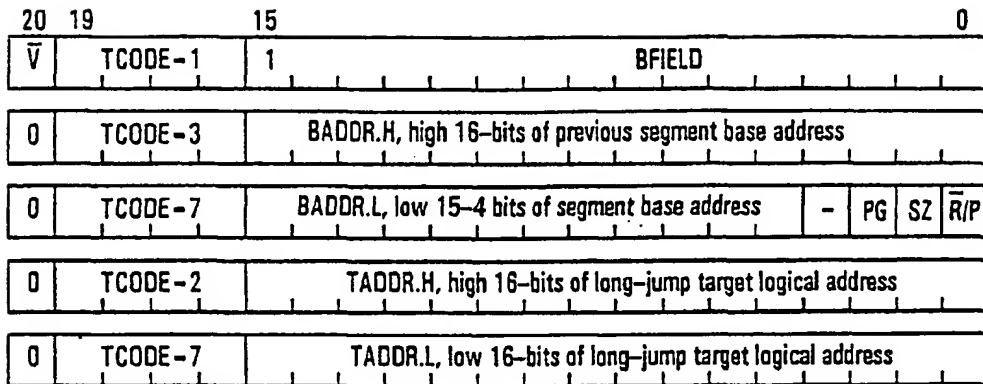 20 19 15 0
V̅ TCODE-1 1 BFIELD
0 TCODE-3 BADDR.H, high 16-bits of previous segment base address
0 TCODE-7 BADDR.L, low 15-4 bits of segment base address - PG SZ R̅/P
0 TCODE-2 TADDR.H, high 16-bits of long-jump target logical address
0 TCODE-7 TADDR.L, low 16-bits of long-jump target logical address